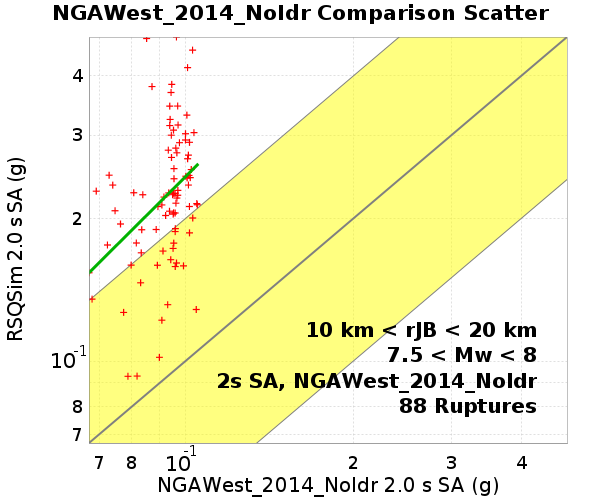 NGAWest_2014_NoIdr Comparison Scatter
RSQSim 2.0 s SA (g)
4
3
2
10-1
8
7
10 km < rJB < 20 km
7.5 < Mw < 8
2s SA, NGAWest_2014_NoIdr
88 Ruptures
7 8 10-1 2 3 4
NGAWest_2014_NoIdr 2.0 s SA (g)